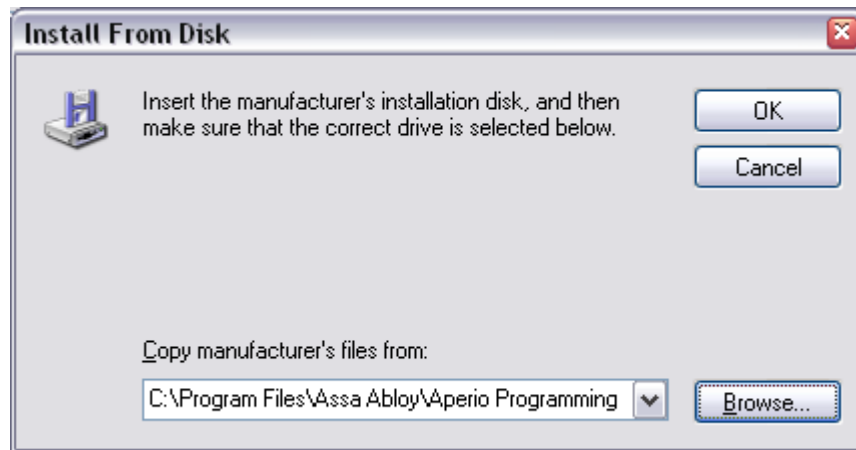 Install From Disk
Insert the manufacturer's installation disk, and then
make sure that the correct drive is selected below.
OK
Cancel
Copy manufacturer's files from:
C:\Program Files\Assa Abloy\Aperio Programming
Browse...